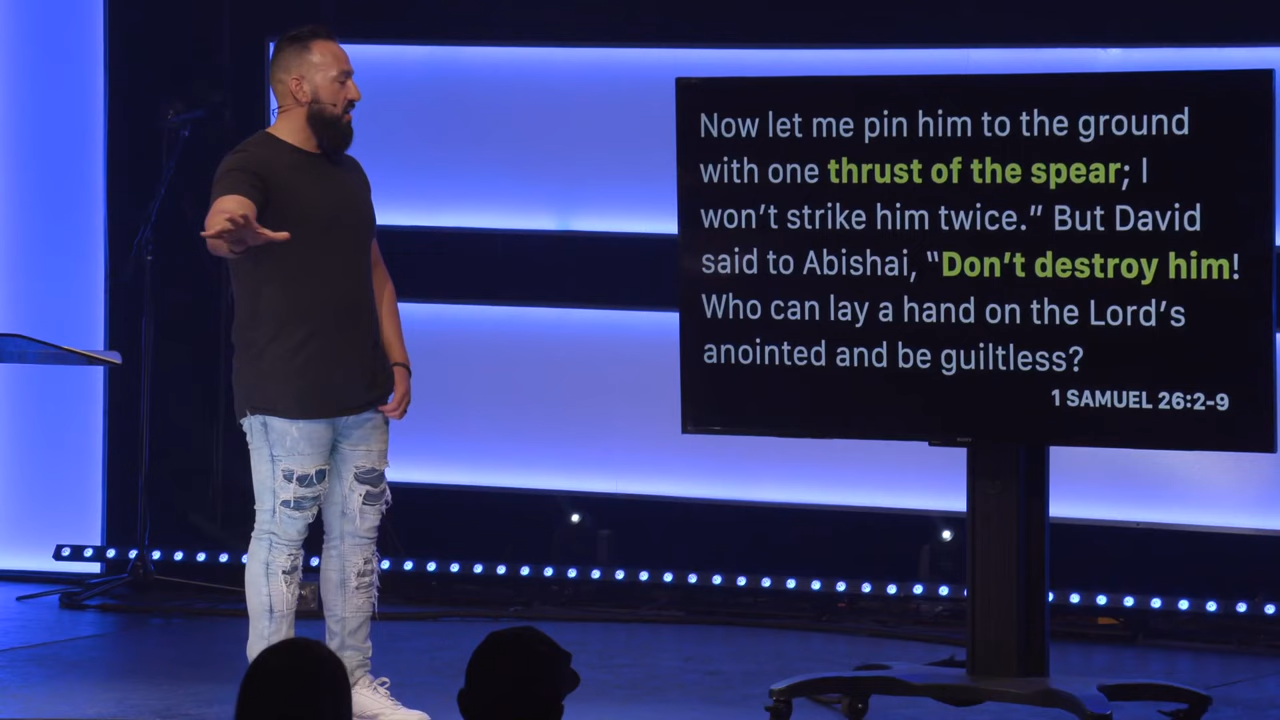 Now let me pin him to the ground
with one thrust of the spear; I
won’t strike him twice.” But David
said to Abishai, “Don’t destroy him!
Who can lay a hand on the Lord’s
anointed and be guiltless?
1 SAMUEL 26:2-9
SONY